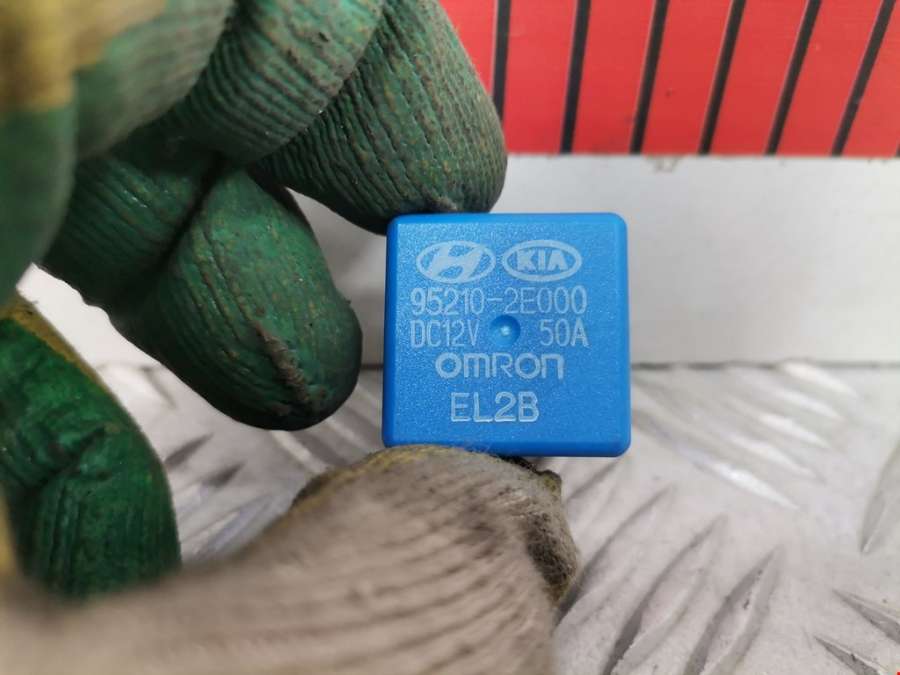 KIA
95210-2E000
DC12V 50A
omron
EL2B